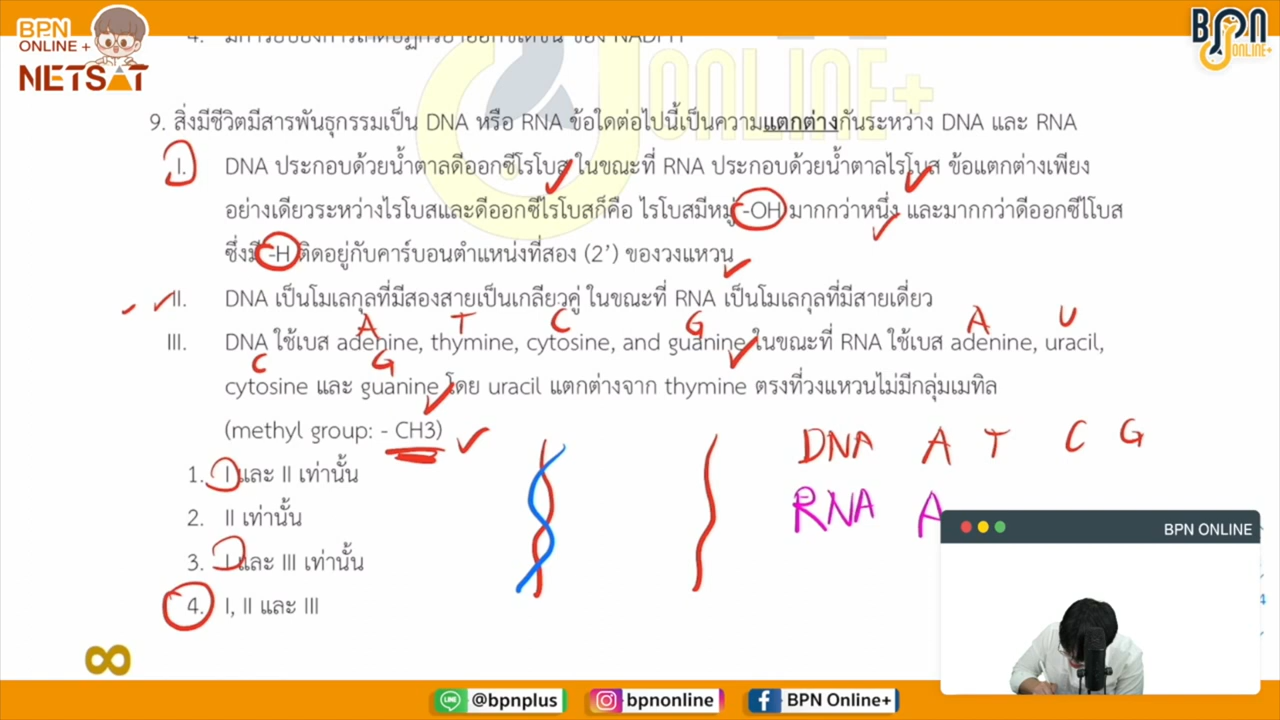 BPN
ONLINE +
NETSAT
BPN
ONLINE+
ONLINE+
9. สิ่งมีชีวิตมีสารพันธุกรรมเป็น DNA หรือ RNA ข้อใดต่อไปนี้เป็นความแตกต่างกันระหว่าง DNA และ RNA
I. DNA ประกอบด้วยน้ำตาลดีออกซีไรโบส ในขณะที่ RNA ประกอบด้วยน้ำตาลไรโบส ข้อแตกต่างเพียง
อย่างเดียวระหว่างไรโบสและดีออกซีไรโบสก็คือ ไรโบสมีหมู่ -OH มากกว่าหนึ่ง และมากกว่าดีออกซีไโบส
ซึ่งมี -H ติดอยู่กับคาร์บอนตำแหน่งที่สอง (2’) ของวงแหวน
II. DNA เป็นโมเลกุลที่มีสองสายเป็นเกลียวคู่ ในขณะที่ RNA เป็นโมเลกุลที่มีสายเดี่ยว
A T C G A U
III. DNA ใช้เบส adenine, thymine, cytosine, and guanine ในขณะที่ RNA ใช้เบส adenine, uracil,
C G
cytosine และ guanine โดย uracil แตกต่างจาก thymine ตรงที่วงแหวนไม่มีกลุ่มเมทิล
(methyl group: - CH3)
DNA A T C G
1. I และ II เท่านั้น
RNA A
2. II เท่านั้น
BPN ONLINE
3. I และ III เท่านั้น
4. I, II และ III
@bpnplus
bpnonline
BPN Online+